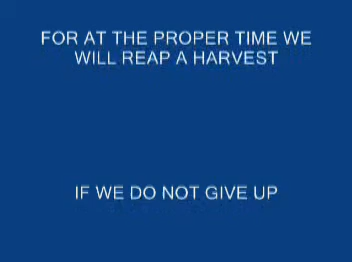 FOR AT THE PROPER TIME WE
WILL REAP A HARVEST
IF WE DO NOT GIVE UP